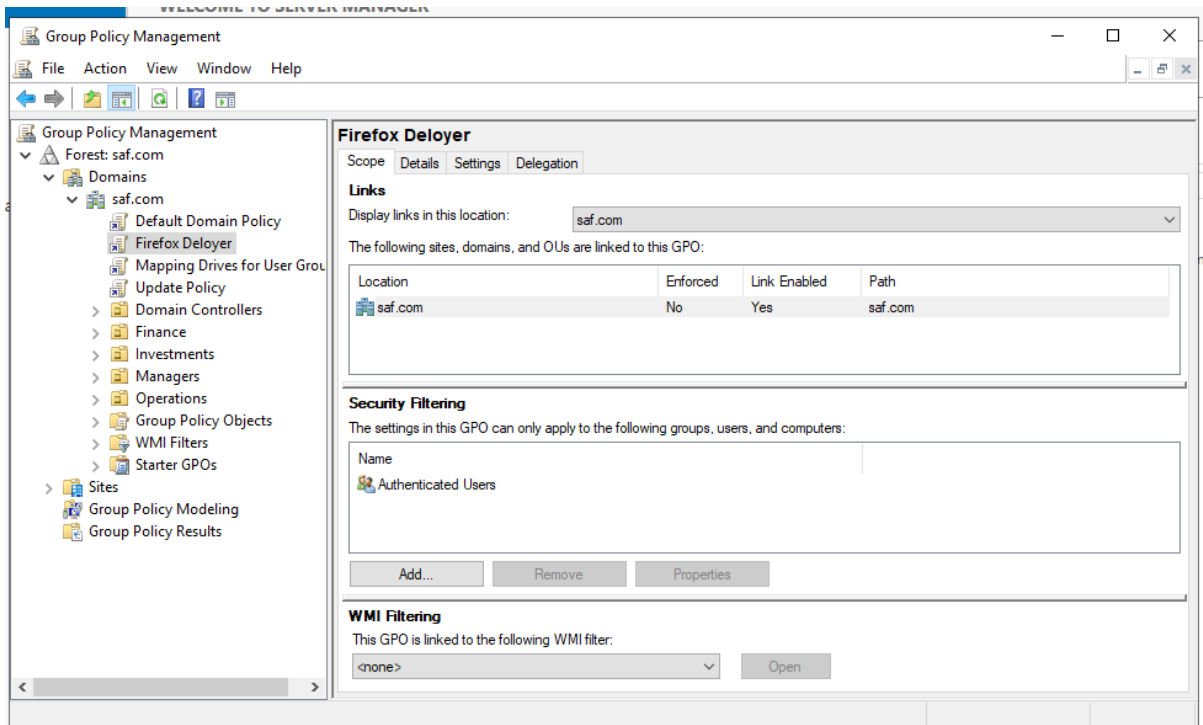 WELCOME TO SERVER MANAGER
Group Policy Management
File Action View Window Help
Group Policy Management
Forest: saf.com
Domains
saf.com
Default Domain Policy
Firefox Deloyer
Mapping Drives for User Grou
Update Policy
Domain Controllers
Finance
Investments
Managers
Operations
Group Policy Objects
WMI Filters
Starter GPOs
Sites
Group Policy Modeling
Group Policy Results
Firefox Deloyer
Scope Details Settings Delegation
Links
Display links in this location: saf.com
The following sites, domains, and OUs are linked to this GPO:
Location Enforced Link Enabled Path
saf.com No Yes saf.com
Security Filtering
The settings in this GPO can only apply to the following groups, users, and computers:
Name
Authenticated Users
Add... Remove Properties
WMI Filtering
This GPO is linked to the following WMI filter:
<none> Open